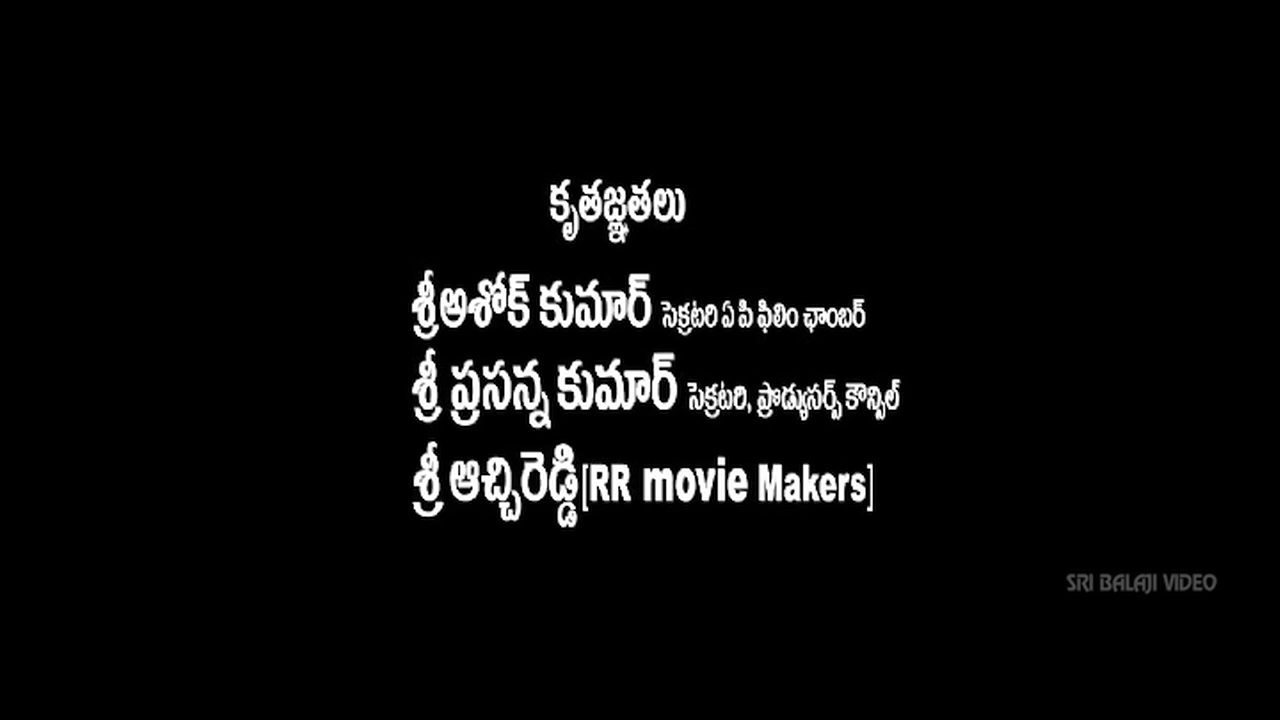 కృతజ్ఞతలు
శ్రీఅశోక్ కుమార్ సెక్రటరి ఏ పి ఫిలిం ఛాంబర్
శ్రీ ప్రసన్న కుమార్ సెక్రటరి, ప్రొడ్యుసర్స్ కౌన్సిల్
శ్రీ ఆచ్చిరెడ్డి[RR movie Makers]
SRI BALAJI VIDEO